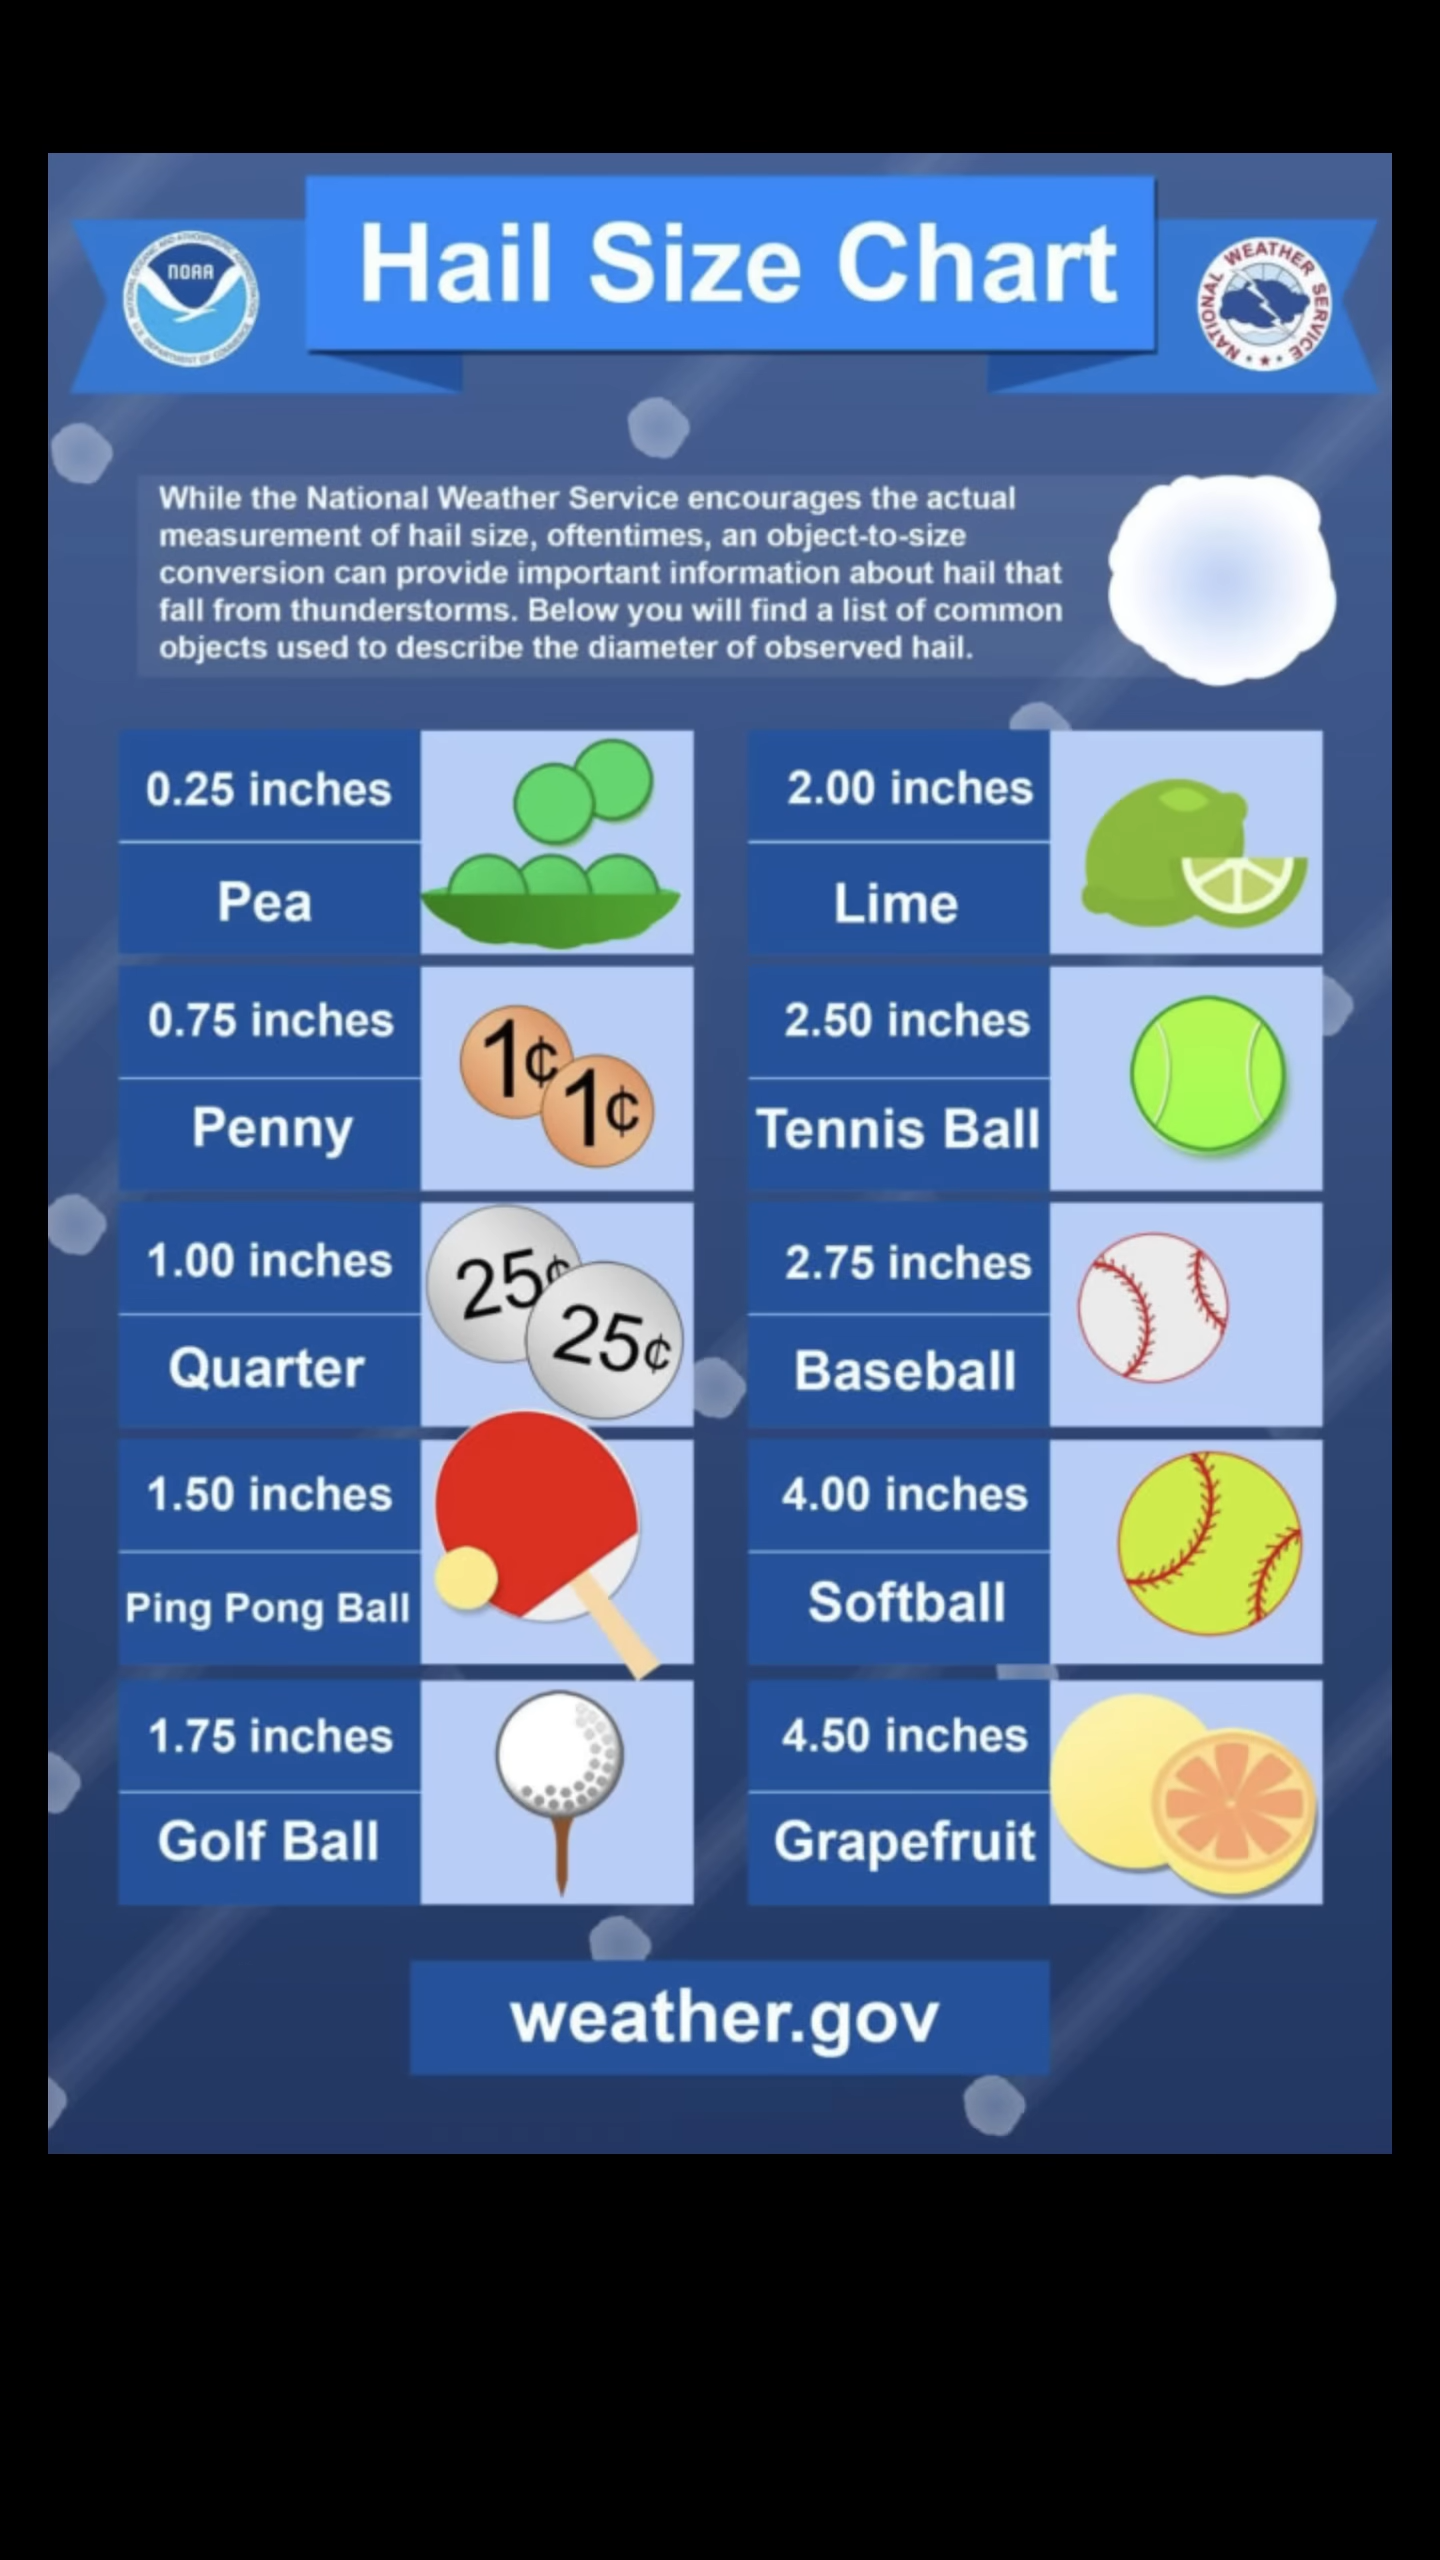 Hail Size Chart
NOAA
NATIONAL WEATHER SERVICE
While the National Weather Service encourages the actual
measurement of hail size, oftentimes, an object-to-size
conversion can provide important information about hail that
fall from thunderstorms. Below you will find a list of common
objects used to describe the diameter of observed hail.
0.25 inches
Pea
0.75 inches
Penny
1¢
1¢
1.00 inches
Quarter
25¢
25¢
1.50 inches
Ping Pong Ball
1.75 inches
Golf Ball
2.00 inches
Lime
2.50 inches
Tennis Ball
2.75 inches
Baseball
4.00 inches
Softball
4.50 inches
Grapefruit
weather.gov